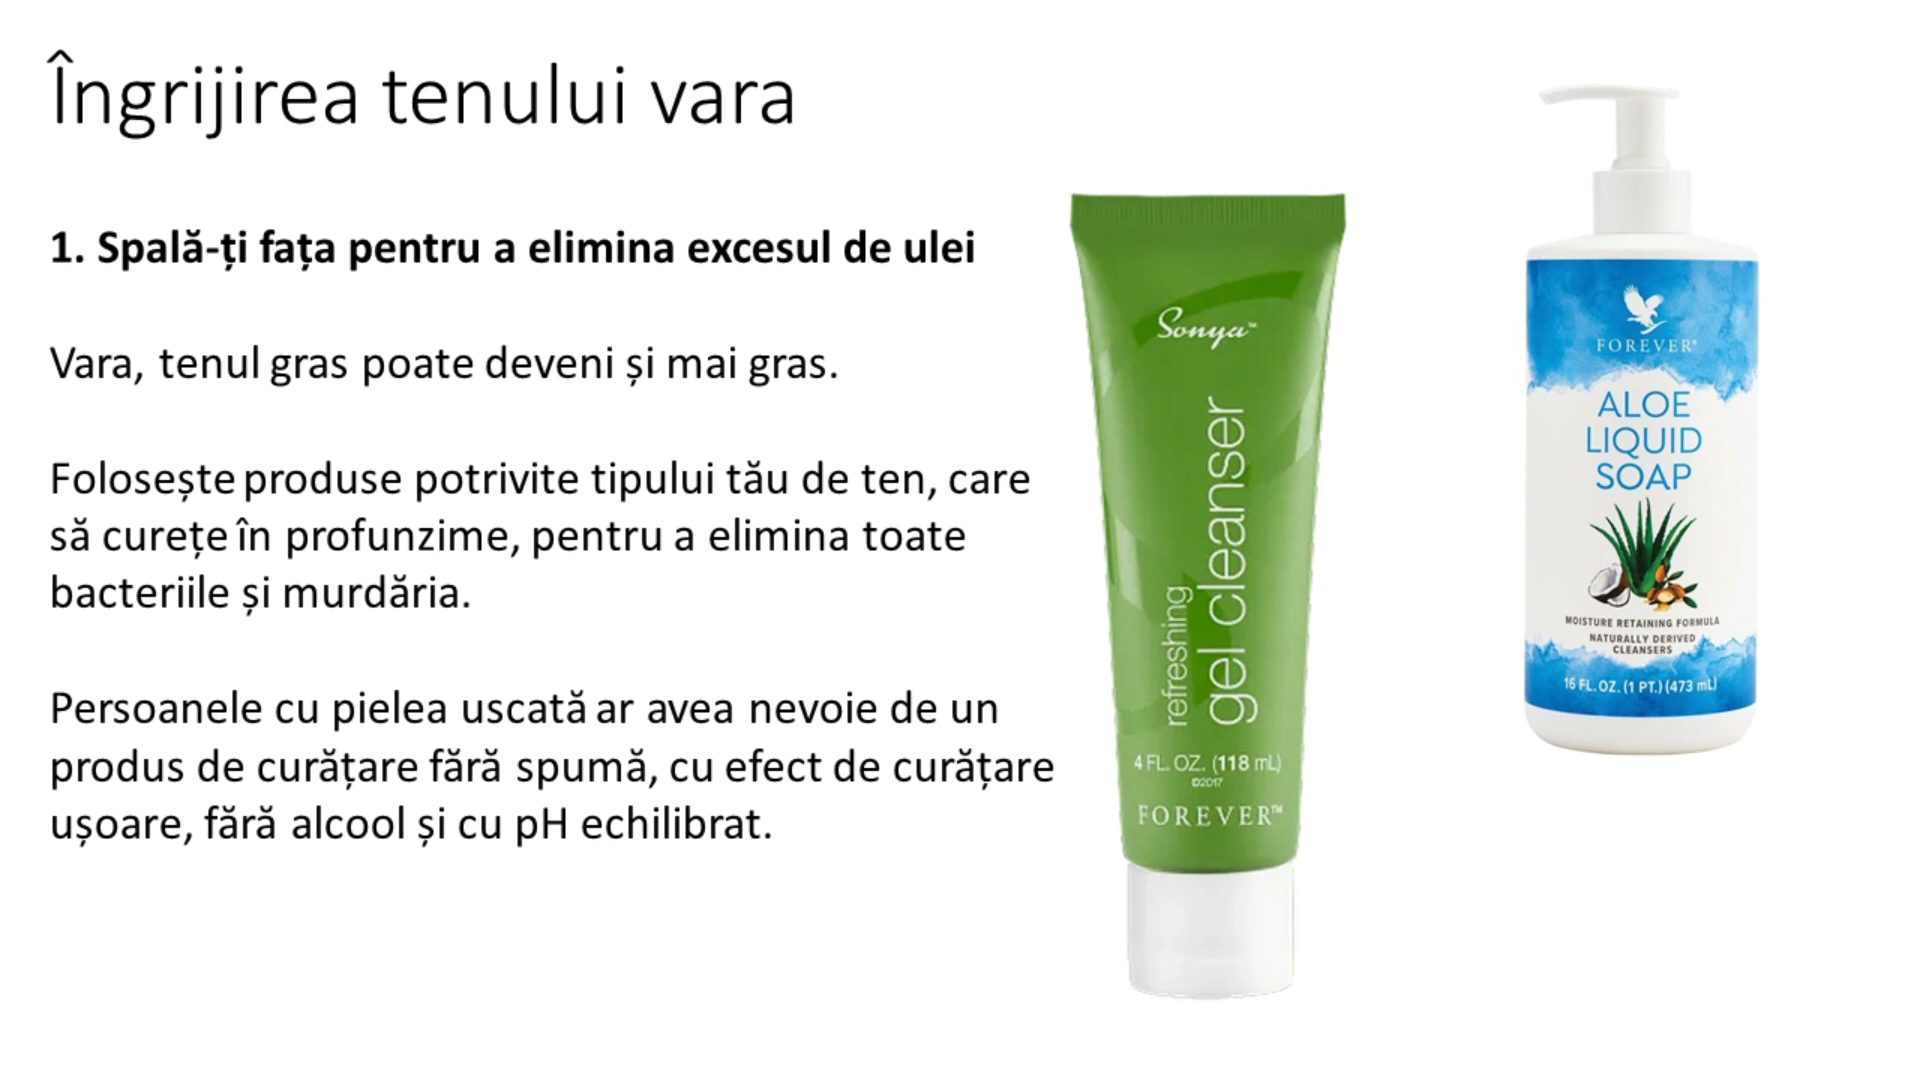 Îngrijirea tenului vara
1. Spală-ți fața pentru a elimina excesul de ulei
Vara, tenul gras poate deveni și mai gras.
Folosește produse potrivite tipului tău de ten, care
să curețe în profunzime, pentru a elimina toate
bacteriile și murdăria.
Persoanele cu pielea uscată ar avea nevoie de un
produs de curățare fără spumă, cu efect de curățare
ușoare, fără alcool și cu pH echilibrat.
Sonya™
refreshing
gel cleanser
4 FL. OZ. (118 mL)
©2017
FOREVER™
FOREVER®
ALOE
LIQUID
SOAP
MOISTURE RETAINING FORMULA
NATURALLY DERIVED
CLEANSERS
16 FL. OZ. (1 PT.) (473 mL)